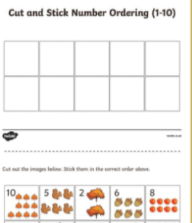 Cut and Stick Number Ordering (1-10)
Cut out the images below. Stick them in the correct order above.
10 5 2 6 8